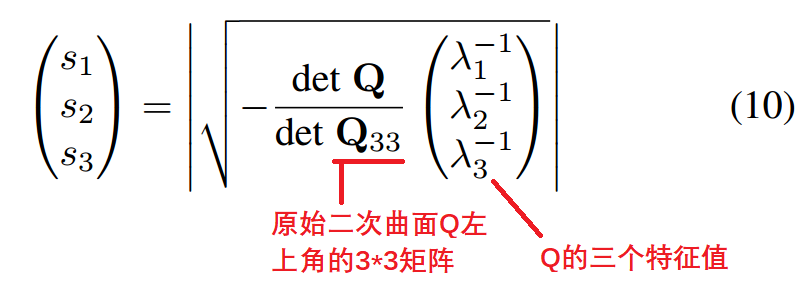 $$\begin{pmatrix} s_1 \\ s_2 \\ s_3 \end{pmatrix} = \left| \sqrt{-\frac{\det \mathbf{Q}}{\det \mathbf{Q}_{33}} \begin{pmatrix} \lambda_1^{-1} \\ \lambda_2^{-1} \\ \lambda_3^{-1} \end{pmatrix}} \right| \quad (10)$$
原始二次曲面Q左
上角的3*3矩阵
Q的三个特征值